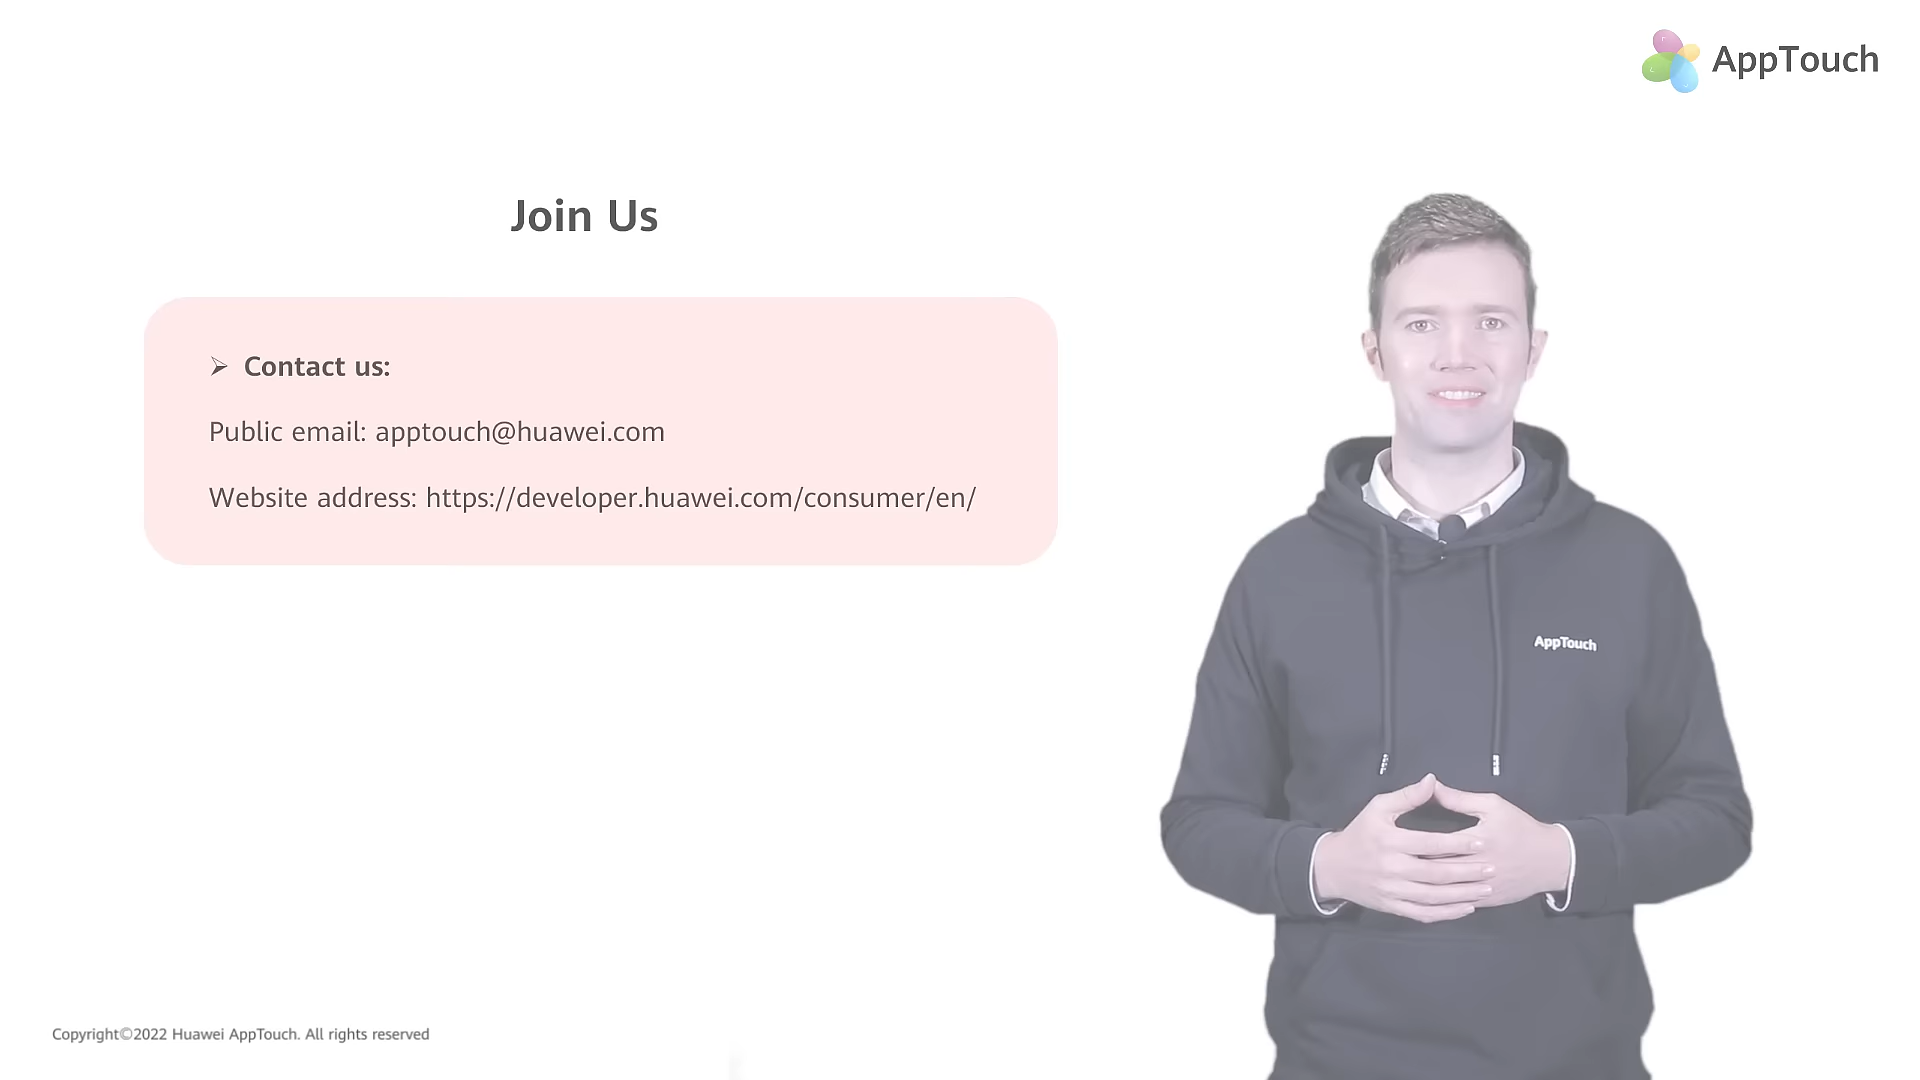 AppTouch
Join Us
➢ Contact us:
Public email: apptouch@huawei.com
Website address: https://developer.huawei.com/consumer/en/
AppTouch
Copyright©2022 Huawei AppTouch. All rights reserved